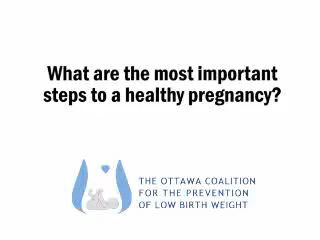 What are the most important
steps to a healthy pregnancy?
THE OTTAWA COALITION
FOR THE PREVENTION
OF LOW BIRTH WEIGHT